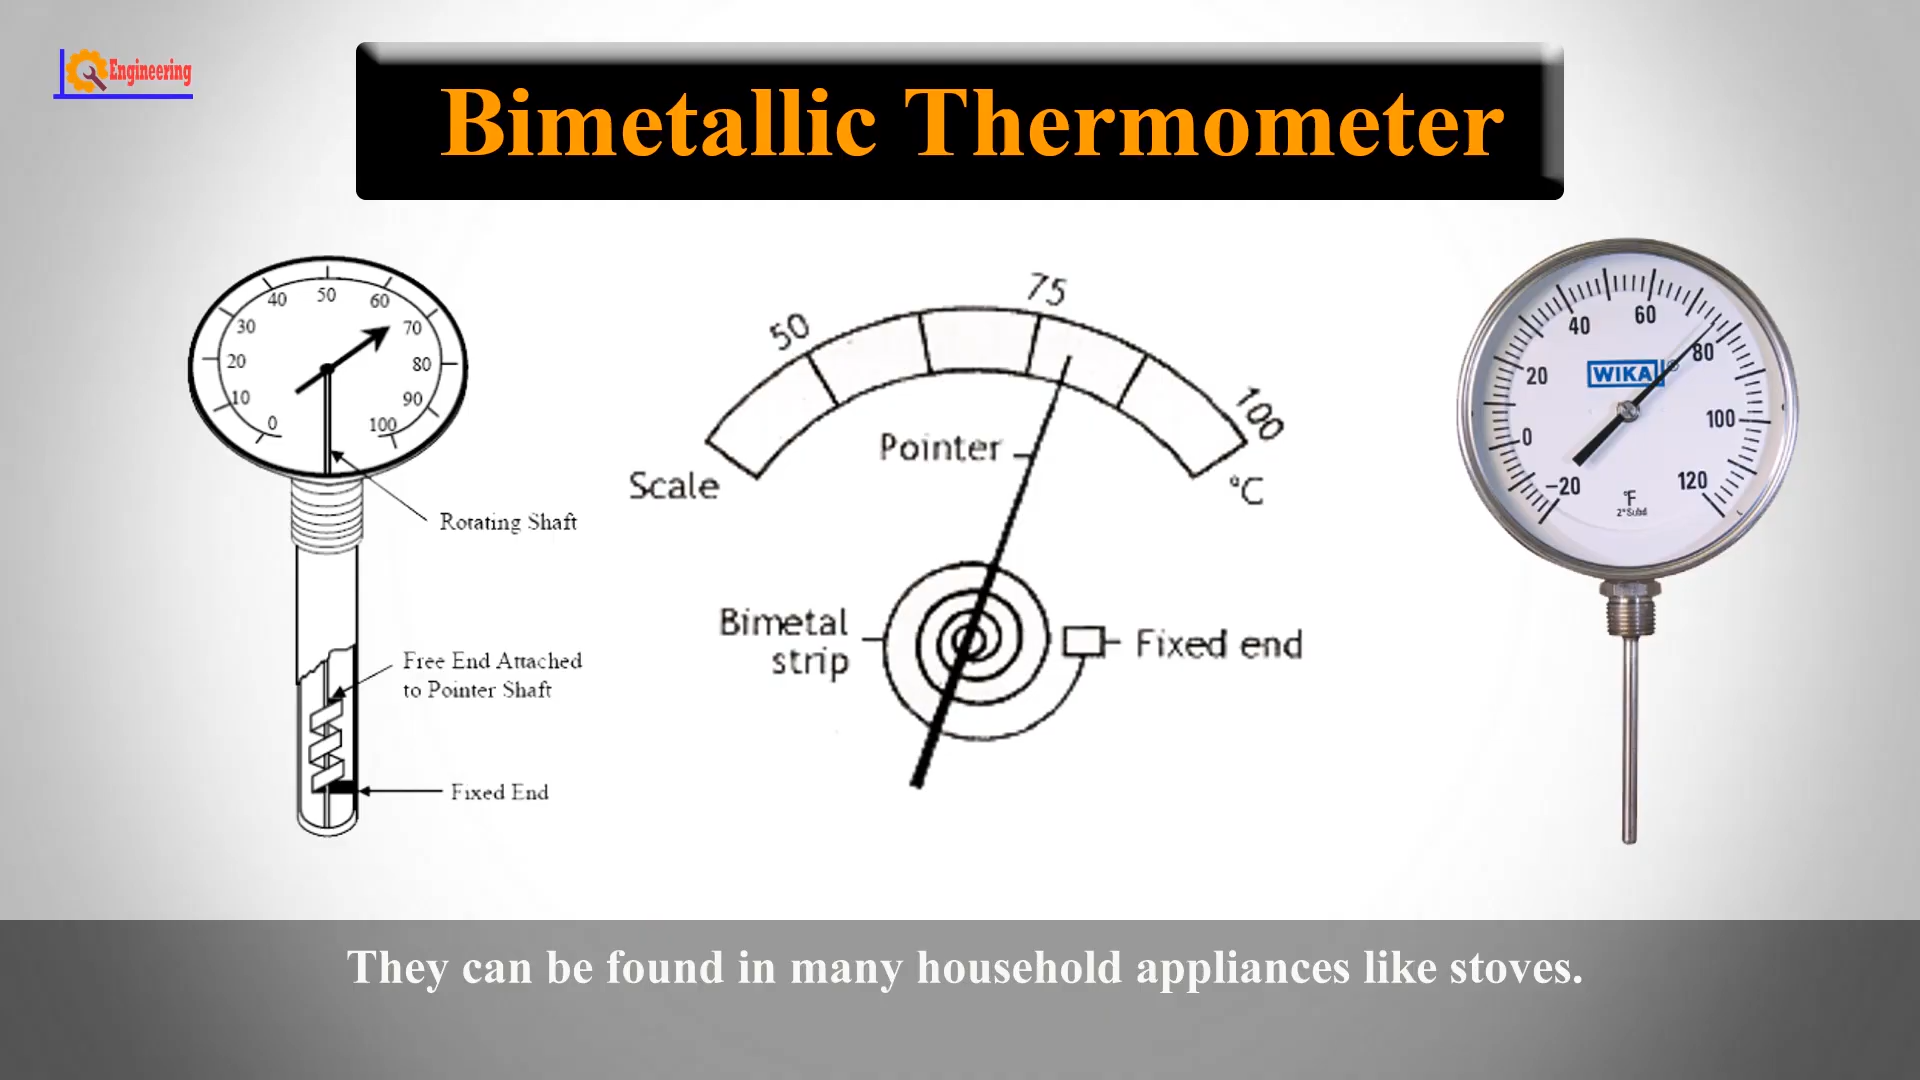 Engineering
Bimetallic Thermometer
0
10
20
30
40
50
60
70
80
90
100
Rotating Shaft
Free End Attached
to Pointer Shaft
Fixed End
50
75
100
Scale
°C
Pointer
Bimetal
strip
Fixed end
-20
0
20
40
60
80
100
120
WIKA
®
°F
2°Subd
They can be found in many household appliances like stoves.